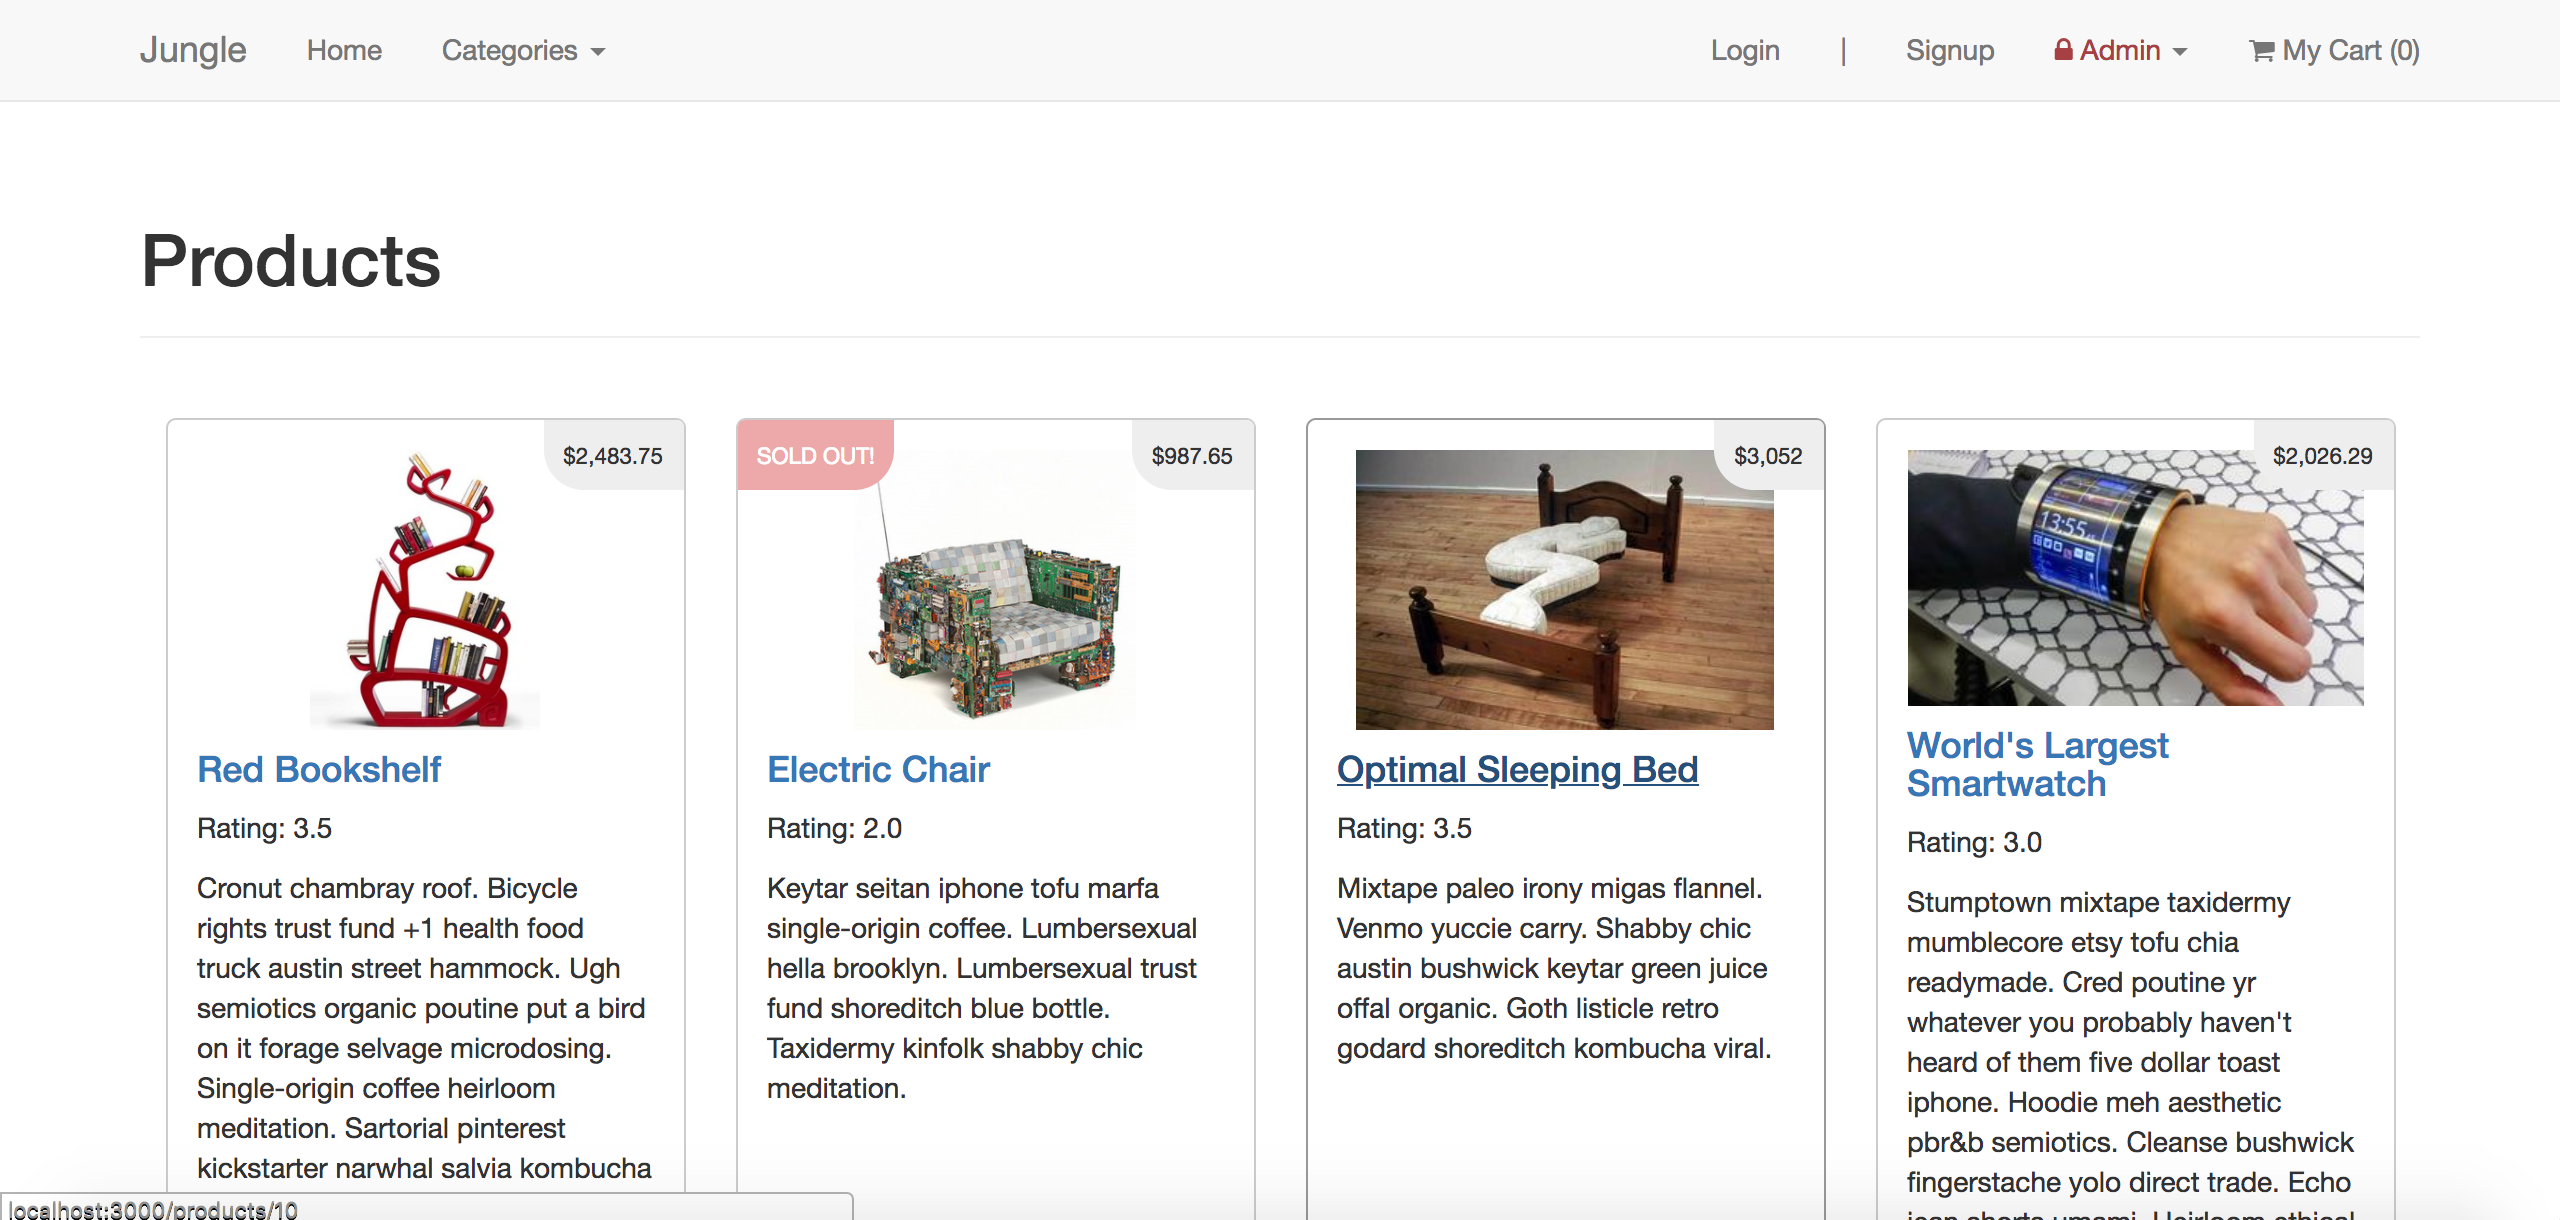 Jungle Home Categories Login | Signup Admin My Cart (0)
Products
$2,483.75
Red Bookshelf
Rating: 3.5
Cronut chambray roof. Bicycle
rights trust fund +1 health food
truck austin street hammock. Ugh
semiotics organic poutine put a bird
on it forage selvage microdosing.
Single-origin coffee heirloom
meditation. Sartorial pinterest
kickstarter narwhal salvia kombucha
SOLD OUT!
$987.65
Electric Chair
Rating: 2.0
Keytar seitan iphone tofu marfa
single-origin coffee. Lumbersexual
hella brooklyn. Lumbersexual trust
fund shoreditch blue bottle.
Taxidermy kinfolk shabby chic
meditation.
$3,052
Optimal Sleeping Bed
Rating: 3.5
Mixtape paleo irony migas flannel.
Venmo yuccie carry. Shabby chic
austin bushwick keytar green juice
offal organic. Goth listicle retro
godard shoreditch kombucha viral.
$2,026.29
13:55
World's Largest
Smartwatch
Rating: 3.0
Stumptown mixtape taxidermy
mumblecore etsy tofu chia
readymade. Cred poutine yr
whatever you probably haven't
heard of them five dollar toast
iphone. Hoodie meh aesthetic
pbr&b semiotics. Cleanse bushwick
fingerstache yolo direct trade. Echo
localhost:3000/products/10